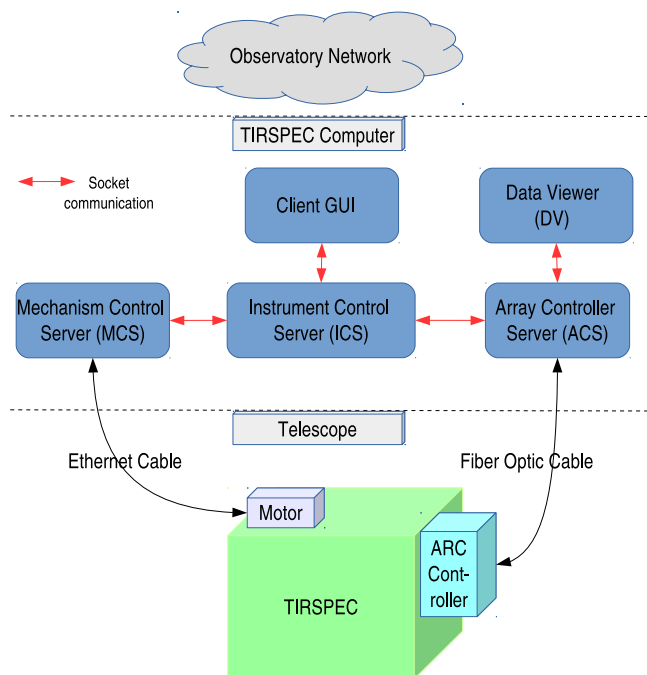 Observatory Network
TIRSPEC Computer
Socket
communication
Client GUI
Data Viewer
(DV)
Mechanism Control
Server (MCS)
Instrument Control
Server (ICS)
Array Controller
Server (ACS)
Telescope
Ethernet Cable
Fiber Optic Cable
Motor
ARC
Cont-
roller
TIRSPEC